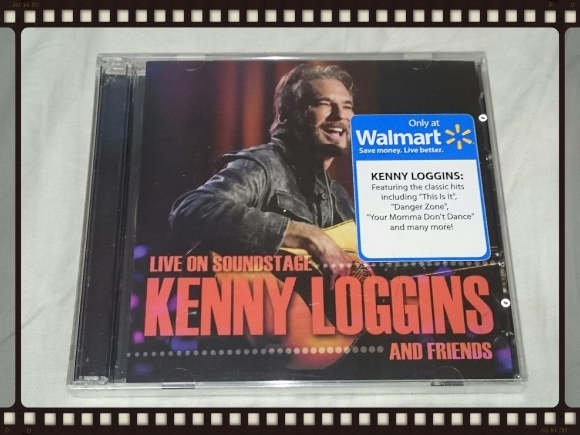 Only at
Walmart
Save money. Live better.
KENNY LOGGINS:
Featuring the classic hits
including "This Is It",
"Danger Zone",
"Your Momma Don't Dance"
and many more!
LIVE ON SOUNDSTAGE
KENNY LOGGINS
AND FRIENDS